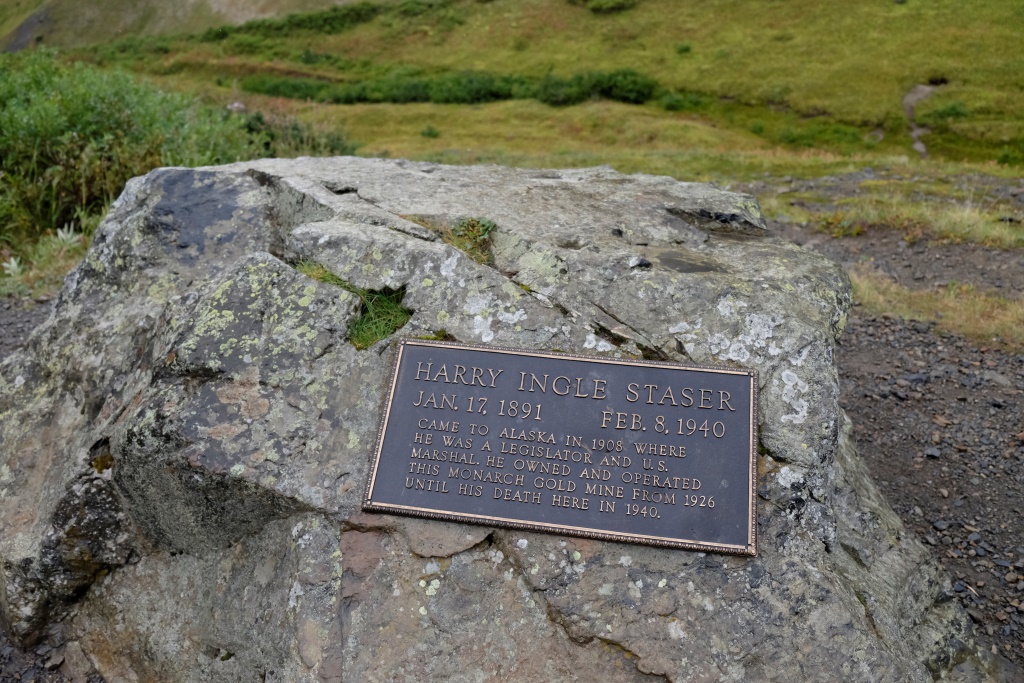 HARRY INGLE STASER
JAN. 17, 1891 FEB. 8, 1940
CAME TO ALASKA IN 1908 WHERE
HE WAS A LEGISLATOR AND U.S.
MARSHAL. HE OWNED AND OPERATED
THIS MONARCH GOLD MINE FROM 1926
UNTIL HIS DEATH HERE IN 1940.